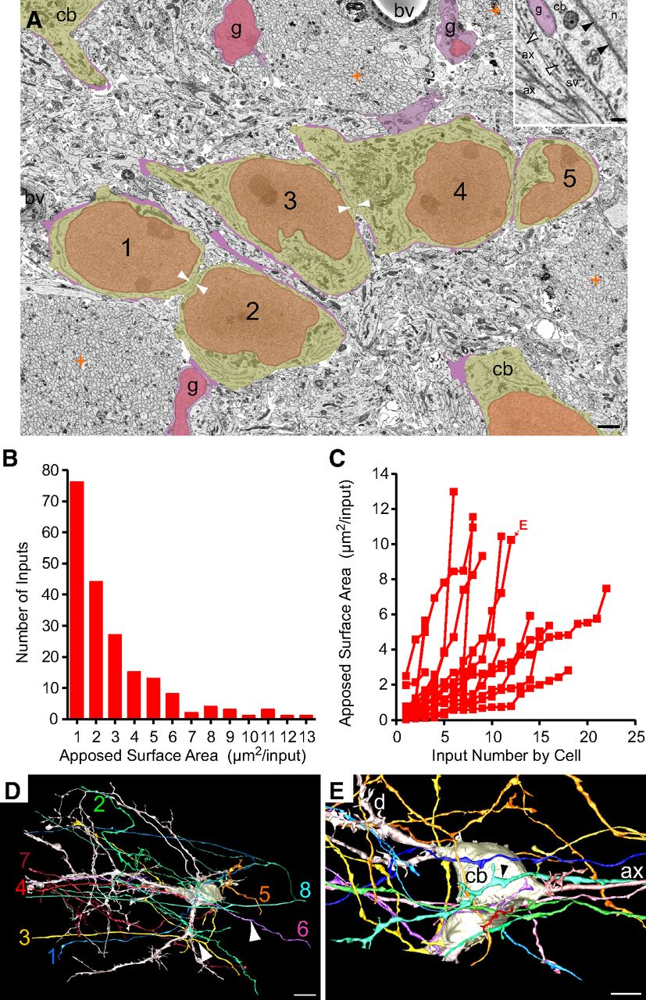 A
cb
g
bv
g
g
cb
n
ax
sv
ax
3
4
5
bv
1
2
cb
g
B
80
70
60
50
40
30
20
10
0
Number of Inputs
1 2 3 4 5 6 7 8 9 10 11 12 13
Apposed Surface Area (µm²/input)
C
14
12
10
8
6
4
2
0
Apposed Surface Area (µm²/input)
E
0 5 10 15 20 25
Input Number by Cell
D
2
7
4
3
1
5
8
6
E
d
cb
ax